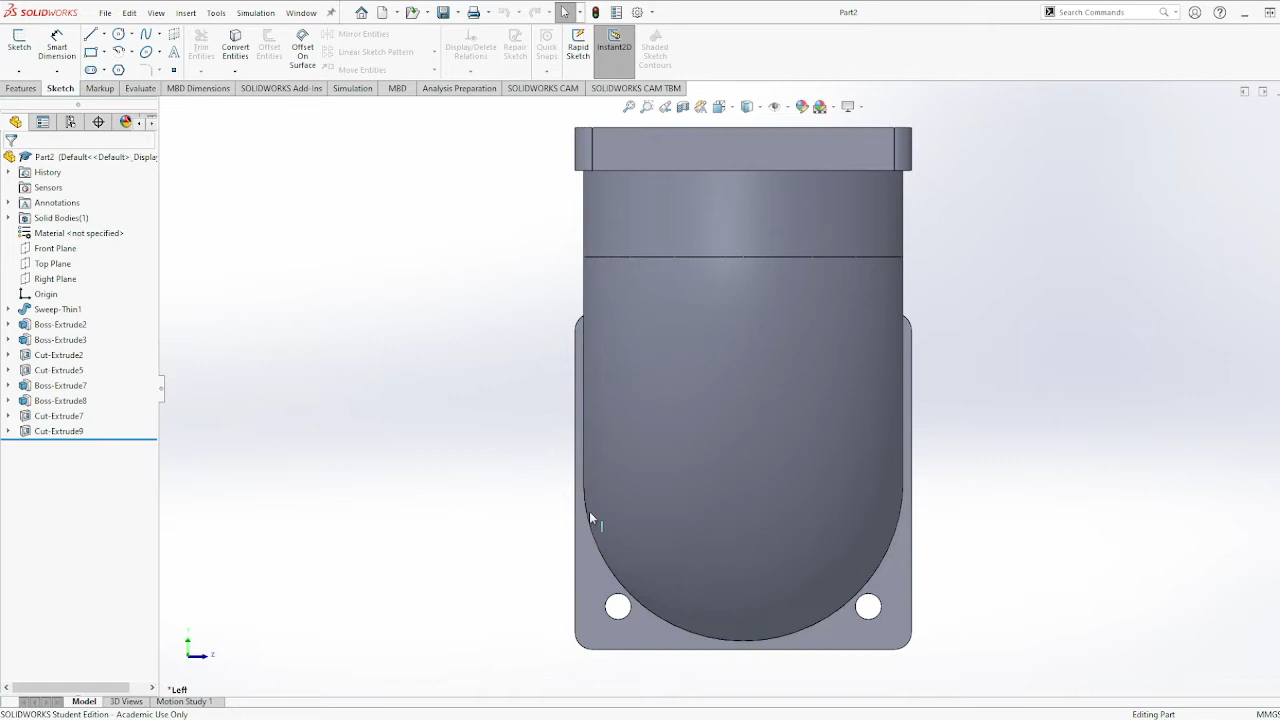 SOLIDWORKS File Edit View Insert Tools Simulation Window Part2 Search Commands
Sketch Smart Dimension Trim Entities Convert Entities Offset Entities Offset On Surface Mirror Entities Linear Sketch Pattern Move Entities Display/Delete Relations Repair Sketch Quick Snaps Rapid Sketch Instant2D Shaded Sketch Contours
Features Sketch Markup Evaluate MBD Dimensions SOLIDWORKS Add-Ins Simulation MBD Analysis Preparation SOLIDWORKS CAM SOLIDWORKS CAM TBM
Part2 (Default<<Default>_Displa
History
Sensors
Annotations
Solid Bodies(1)
Material <not specified>
Front Plane
Top Plane
Right Plane
Origin
Sweep-Thin1
Boss-Extrude2
Boss-Extrude3
Cut-Extrude2
Cut-Extrude5
Boss-Extrude7
Boss-Extrude8
Cut-Extrude7
Cut-Extrude9
Z
*Left
Model 3D Views Motion Study 1
SOLIDWORKS Student Edition - Academic Use Only Editing Part MMGS